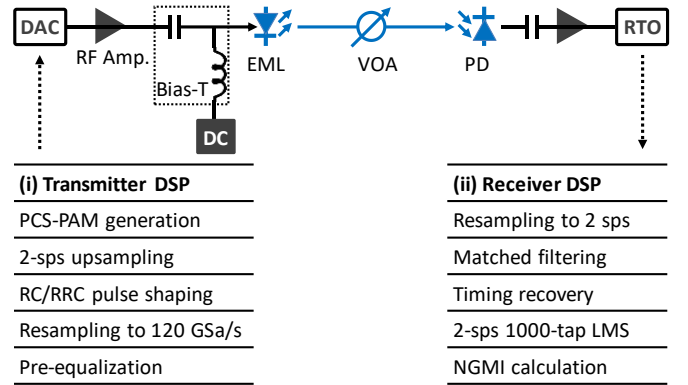 DAC
RF Amp.
Bias-T
DC
EML
VOA
PD
RTO
(i) Transmitter DSP
PCS-PAM generation
2-sps upsampling
RC/RRC pulse shaping
Resampling to 120 GSa/s
Pre-equalization
(ii) Receiver DSP
Resampling to 2 sps
Matched filtering
Timing recovery
2-sps 1000-tap LMS
NGMI calculation